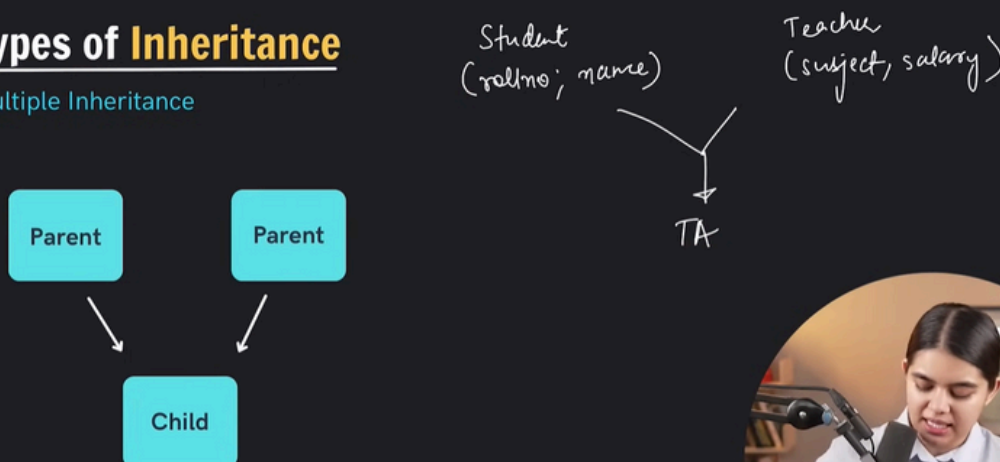 ypes of Inheritance
ultiple Inheritance
Parent
Parent
Child
Student
(rollno; name)
Teacher
(subject, salary)
TA